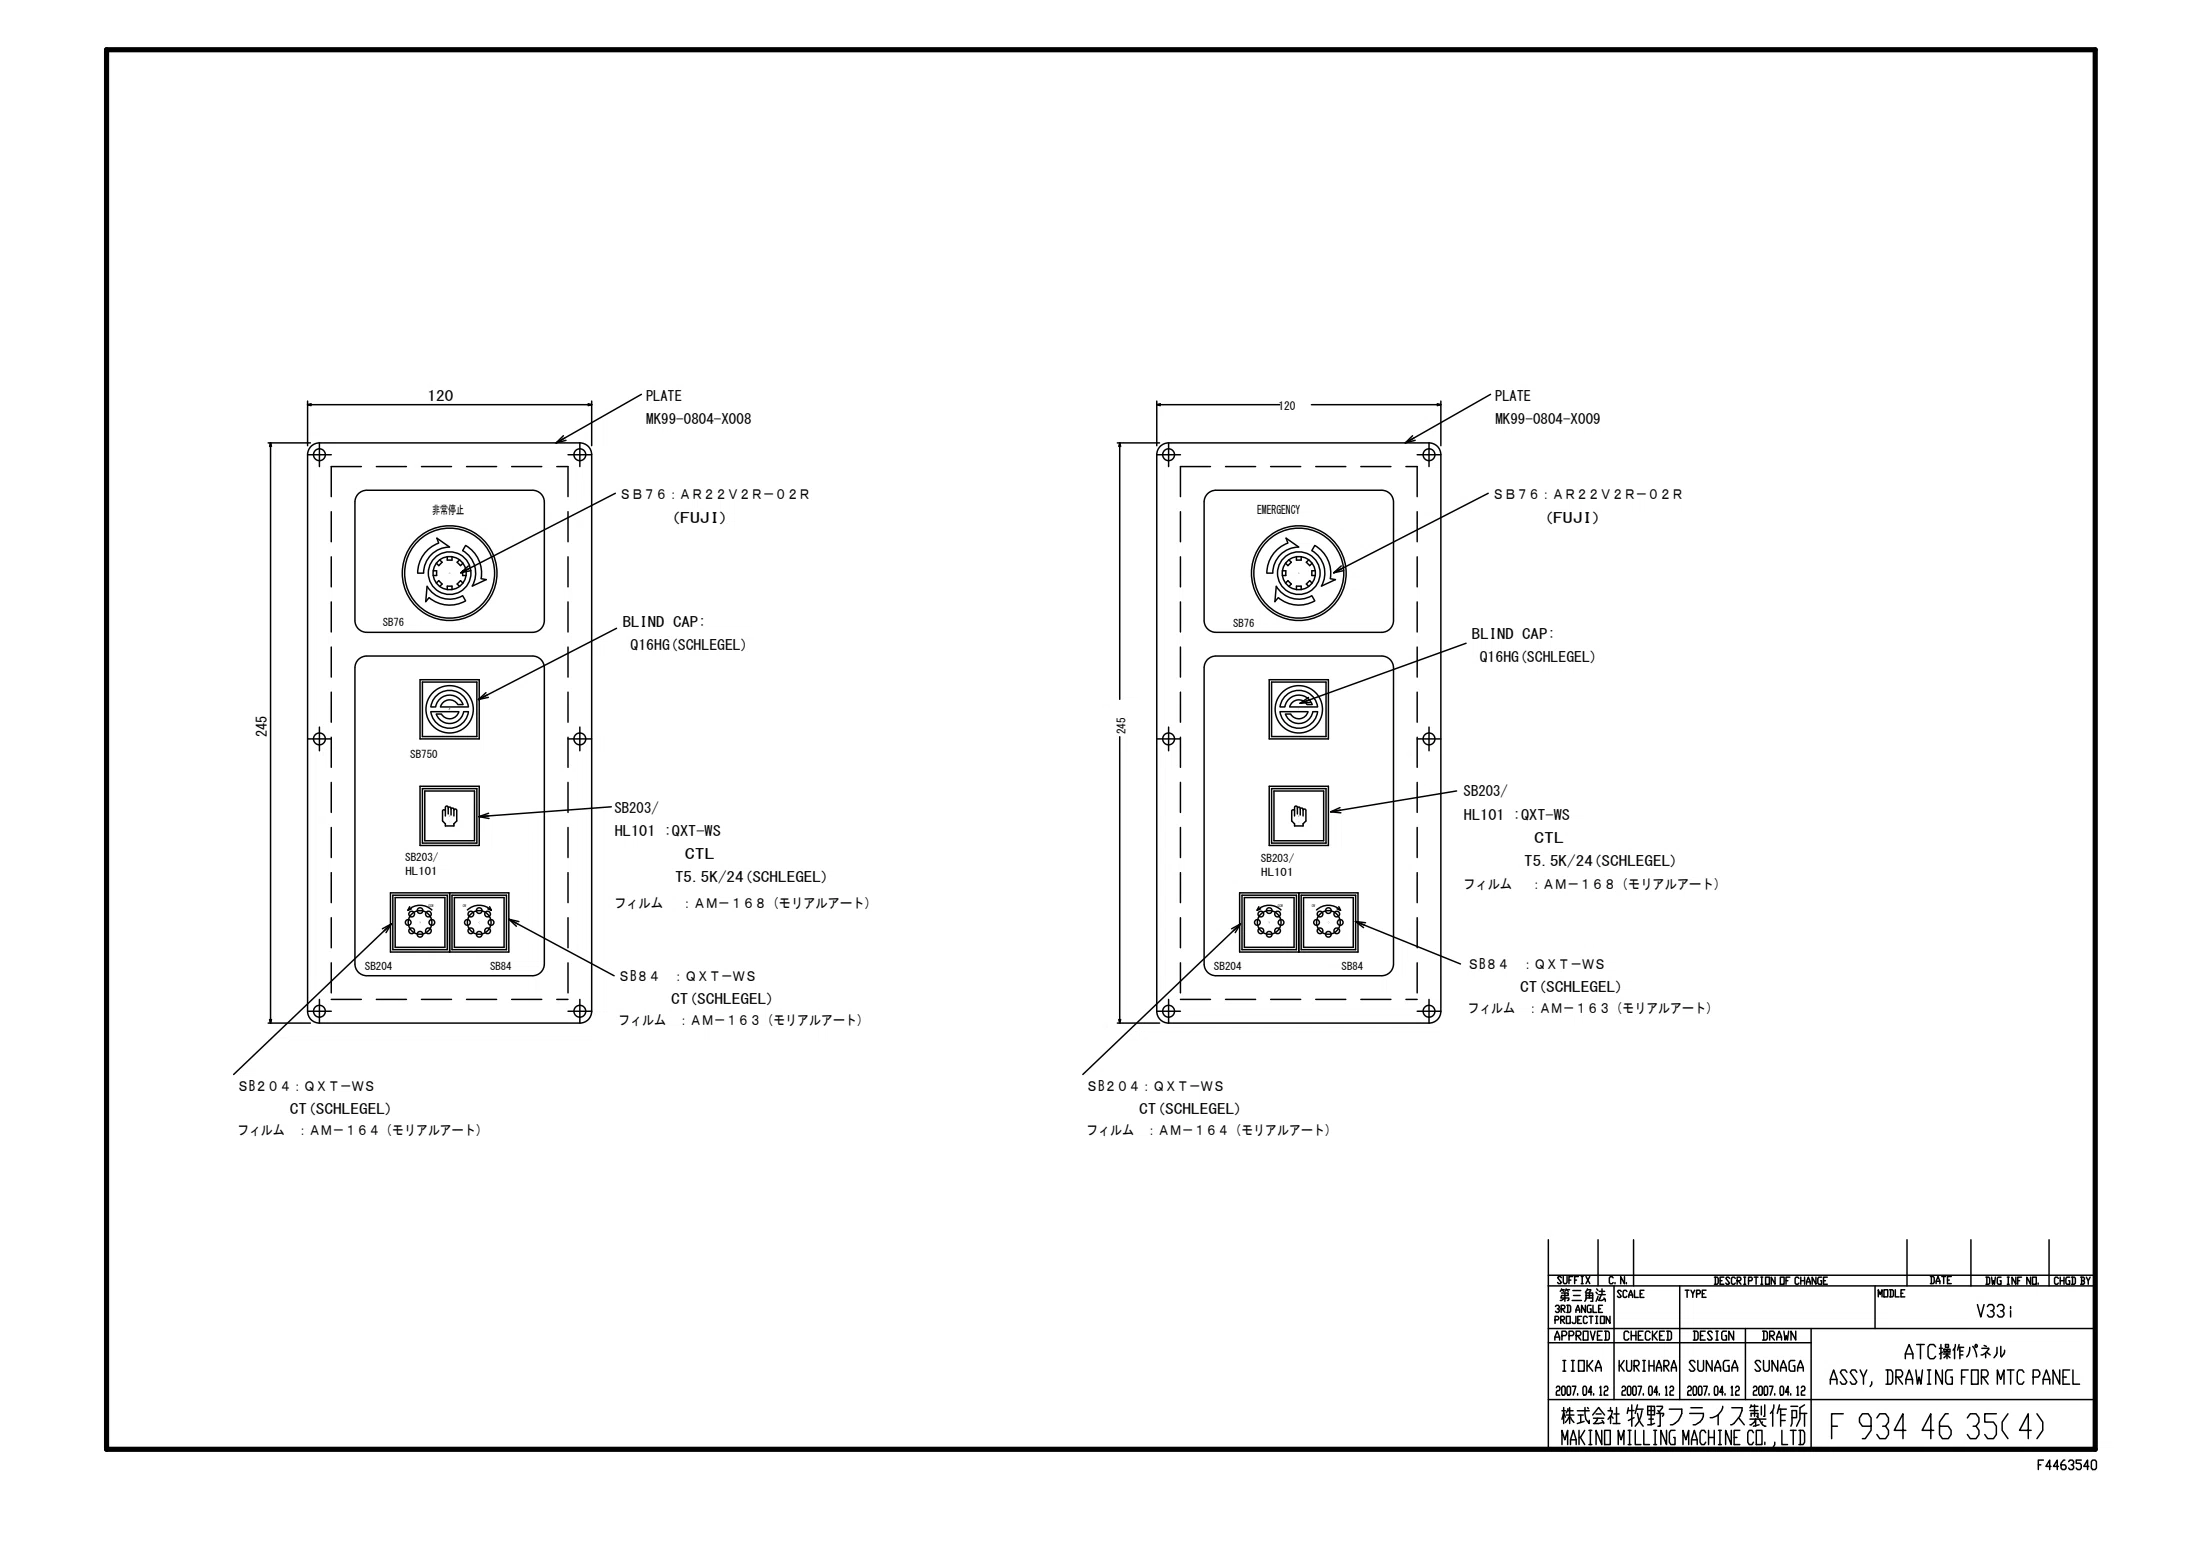 120
PLATE
MK99-0804-X008
245
非常停止
SB76
SB76:AR22V2R-02R
(FUJI)
BLIND CAP:
Q16HG(SCHLEGEL)
SB750
SB203/
HL101 :QXT-WS
CTL
T5.5K/24(SCHLEGEL)
フィルム :AM-168(モリアルアート)
SB203/
HL101
SB204
SB84
SB84 :QXT-WS
CT(SCHLEGEL)
フィルム :AM-163(モリアルアート)
SB204:QXT-WS
CT(SCHLEGEL)
フィルム :AM-164(モリアルアート)
120
PLATE
MK99-0804-X009
245
EMERGENCY
SB76
SB76:AR22V2R-02R
(FUJI)
BLIND CAP:
Q16HG(SCHLEGEL)
SB203/
HL101 :QXT-WS
CTL
T5.5K/24(SCHLEGEL)
フィルム :AM-168(モリアルアート)
SB203/
HL101
SB204
SB84
SB84 :QXT-WS
CT(SCHLEGEL)
フィルム :AM-163(モリアルアート)
SB204:QXT-WS
CT(SCHLEGEL)
フィルム :AM-164(モリアルアート)
SUFFIX C.N. DESCRIPTION OF CHANGE DATE DWG INF NO. CHGD BY
第三角法
3RD ANGLE
PROJECTION
SCALE
TYPE
MODLE
V33i
APPROVED CHECKED DESIGN DRAWN
IIOKA KURIHARA SUNAGA SUNAGA
2007.04.12 2007.04.12 2007.04.12 2007.04.12
ATC操作パネル
ASSY, DRAWING FOR MTC PANEL
株式会社 牧野フライス製作所
MAKINO MILLING MACHINE CO.,LTD
F 934 46 35(4)
F4463540